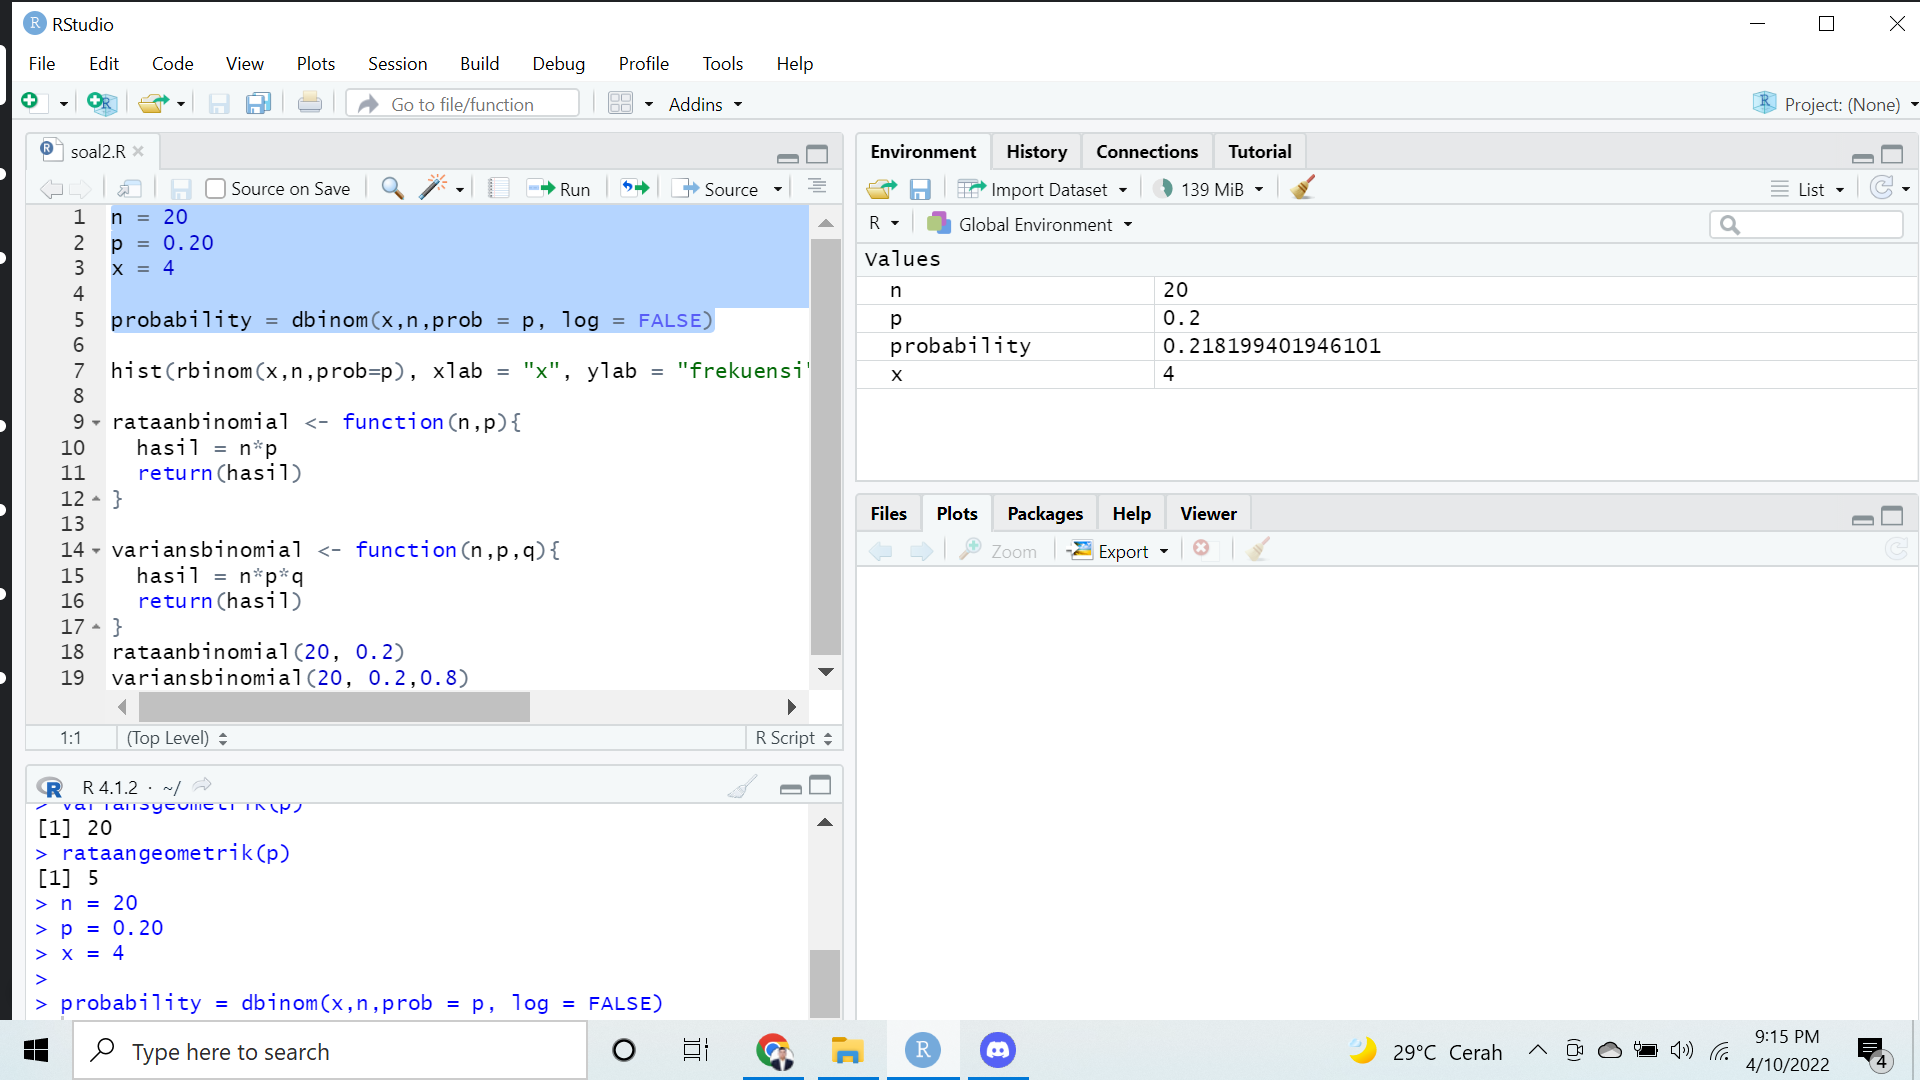 RStudio
File Edit Code View Plots Session Build Debug Profile Tools Help
Go to file/function Addins Project: (None)
soal2.R
Source on Save Run Source
1 n = 20
2 p = 0.20
3 x = 4
4
5 probability = dbinom(x,n,prob = p, log = FALSE)
6
7 hist(rbinom(x,n,prob=p), xlab = "x", ylab = "frekuensi"
8
9 rataanbinomial <- function(n,p){
10 hasil = n*p
11 return(hasil)
12 }
13
14 variansbinomial <- function(n,p,q){
15 hasil = n*p*q
16 return(hasil)
17 }
18 rataanbinomial(20, 0.2)
19 variansbinomial(20, 0.2,0.8)
1:1 (Top Level) R Script
R 4.1.2 · ~/
> variansgeometrik(p)
[1] 20
> rataangeometrik(p)
[1] 5
> n = 20
> p = 0.20
> x = 4
>
> probability = dbinom(x,n,prob = p, log = FALSE)
Environment History Connections Tutorial
Import Dataset 139 MiB List
R Global Environment
Values
n 20
p 0.2
probability 0.218199401946101
x 4
Files Plots Packages Help Viewer
Zoom Export
Type here to search
R
29°C Cerah
9:15 PM
4/10/2022
4